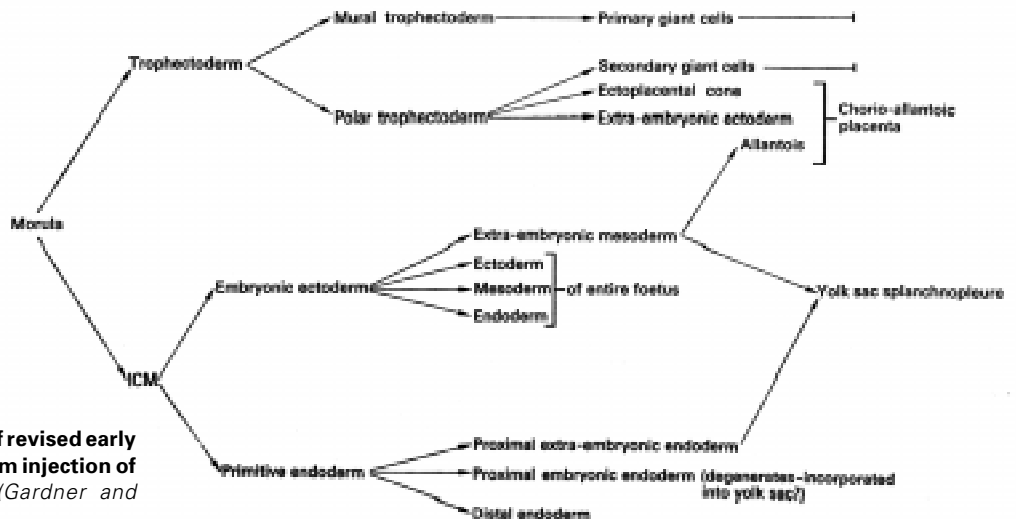 Mural trophectoderm
Primary giant cells
Trophectoderm
Secondary giant cells
Ectoplacental cone
Polar trophectoderm
Extra-embryonic ectoderm
Chorio-allantoic
placenta
Allantois
Morula
Extra-embryonic mesoderm
Ectoderm
Embryonic ectoderm
Mesoderm
of entire foetus
Endoderm
Yolk sac splanchnopleure
ICM
f revised early
m injection of
(Gardner and
Proximal extra-embryonic endoderm
Primitive endoderm
Proximal embryonic endoderm (degenerates-incorporated
into yolk sac?)
Distal endoderm